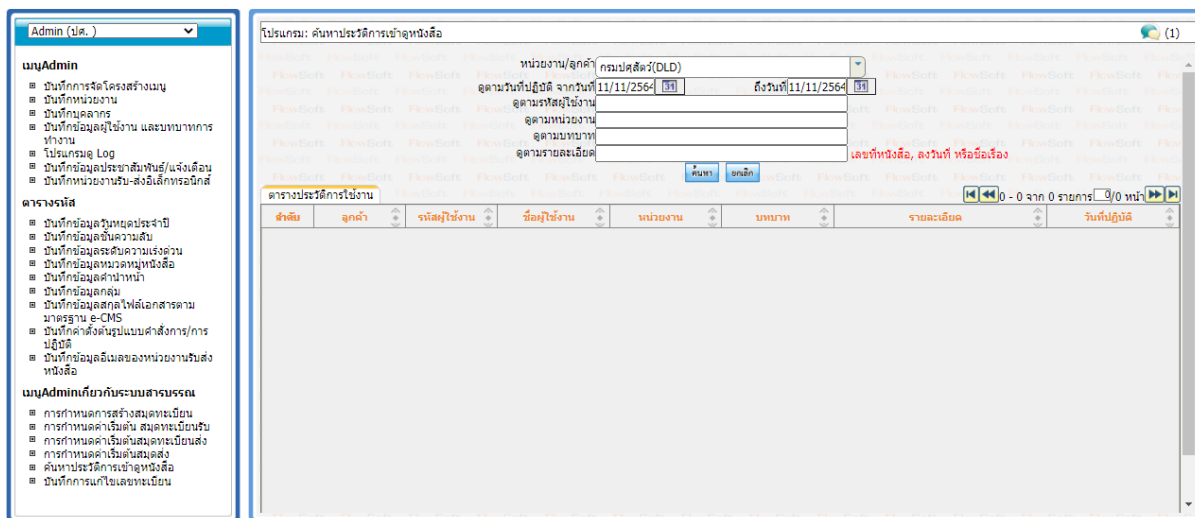 Admin (ปศ. )
เมนูAdmin
บันทึกการจัดโครงสร้างเมนู
บันทึกหน่วยงาน
บันทึกบุคลากร
บันทึกข้อมูลผู้ใช้งาน และบทบาทการ
ทำงาน
โปรแกรมดู Log
บันทึกข้อมูลประชาสัมพันธ์/แจ้งเตือน
บันทึกหน่วยงานรับ-ส่งอิเล็กทรอนิกส์
ตารางรหัส
บันทึกข้อมูลวันหยุดประจำปี
บันทึกข้อมูลชั้นความลับ
บันทึกข้อมูลระดับความเร่งด่วน
บันทึกข้อมูลหมวดหมู่หนังสือ
บันทึกข้อมูลคำนำหน้า
บันทึกข้อมูลกลุ่ม
บันทึกข้อมูลสกุลไฟล์เอกสารตาม
มาตรฐาน e-CMS
บันทึกค่าตั้งต้นรูปแบบคำสั่งการ/การ
ปฏิบัติ
บันทึกข้อมูลอีเมลของหน่วยงานรับส่ง
หนังสือ
เมนูAdminเกี่ยวกับระบบสารบรรณ
การกำหนดการสร้างสมุดทะเบียน
การกำหนดค่าเริ่มต้น สมุดทะเบียนรับ
การกำหนดค่าเริ่มต้นสมุดทะเบียนส่ง
การกำหนดค่าเริ่มต้นสมุดส่ง
ค้นหาประวัติการเข้าดูหนังสือ
บันทึกการแก้ไขเลขทะเบียน
โปรแกรม: ค้นหาประวัติการเข้าดูหนังสือ
(1)
หน่วยงาน/ลูกค้า กรมปศุสัตว์(DLD)
ดูตามวันที่ปฏิบัติ จากวันที่ 11/11/2564 31 ถึงวันที่ 11/11/2564 31
ดูตามรหัสผู้ใช้งาน
ดูตามหน่วยงาน
ดูตามบทบาท
ดูตามรายละเอียด เลขที่หนังสือ, ลงวันที่ หรือชื่อเรื่อง
ค้นหา ยกเลิก
ตารางประวัติการใช้งาน 0 - 0 จาก 0 รายการ 0/0 หน้า
ลำดับ ลูกค้า รหัสผู้ใช้งาน ชื่อผู้ใช้งาน หน่วยงาน บทบาท รายละเอียด วันที่ปฏิบัติ